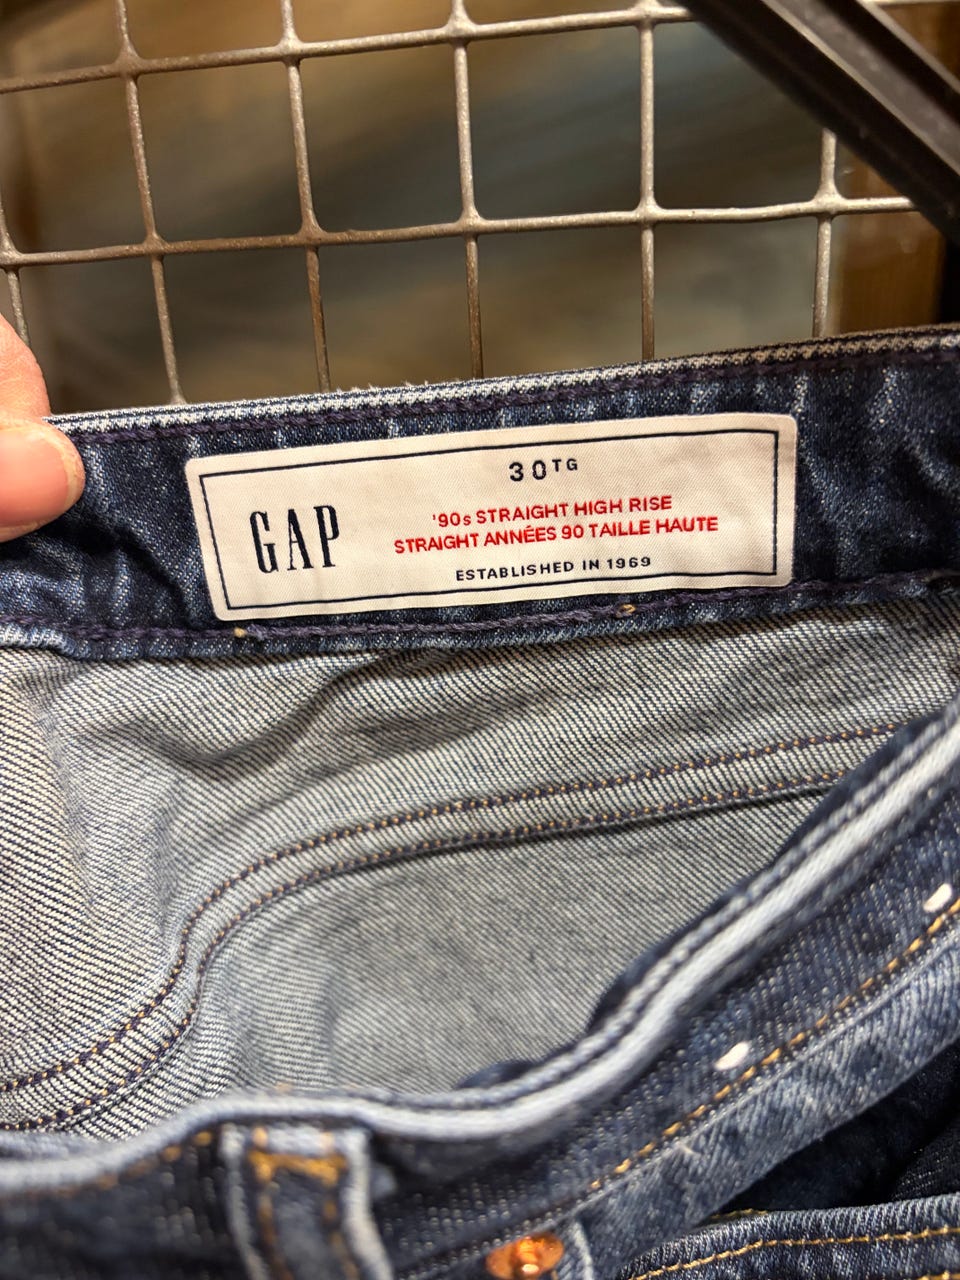 30TG
GAP
'90s STRAIGHT HIGH RISE
STRAIGHT ANNÉES 90 TAILLE HAUTE
ESTABLISHED IN 1969